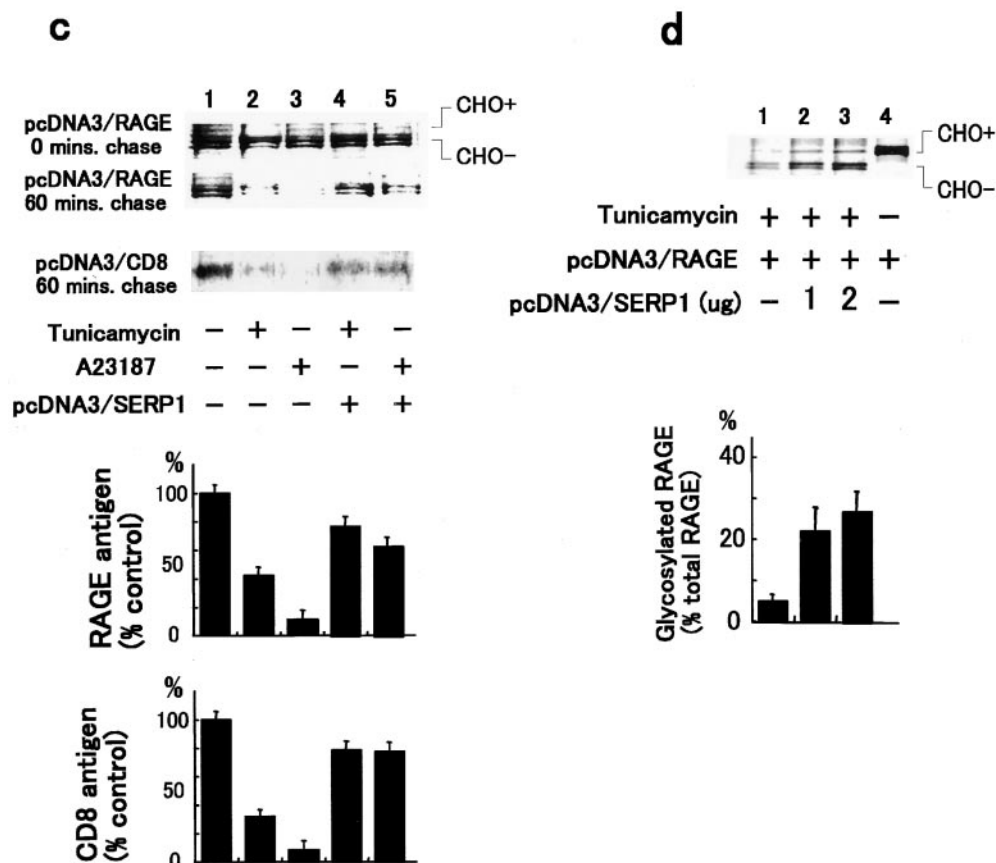 c
1 2 3 4 5
CHO+
CHO−
pcDNA3/RAGE
0 mins. chase
pcDNA3/RAGE
60 mins. chase
pcDNA3/CD8
60 mins. chase
Tunicamycin − + − + −
A23187 − − + − +
pcDNA3/SERP1 − − − + +
%
100
50
0
RAGE antigen
(% control)
%
100
50
0
CD8 antigen
(% control)
d
1 2 3 4
CHO+
CHO−
Tunicamycin + + + −
pcDNA3/RAGE + + + +
pcDNA3/SERP1 (ug) − 1 2 −
%
40
20
0
Glycosylated RAGE
(% total RAGE)